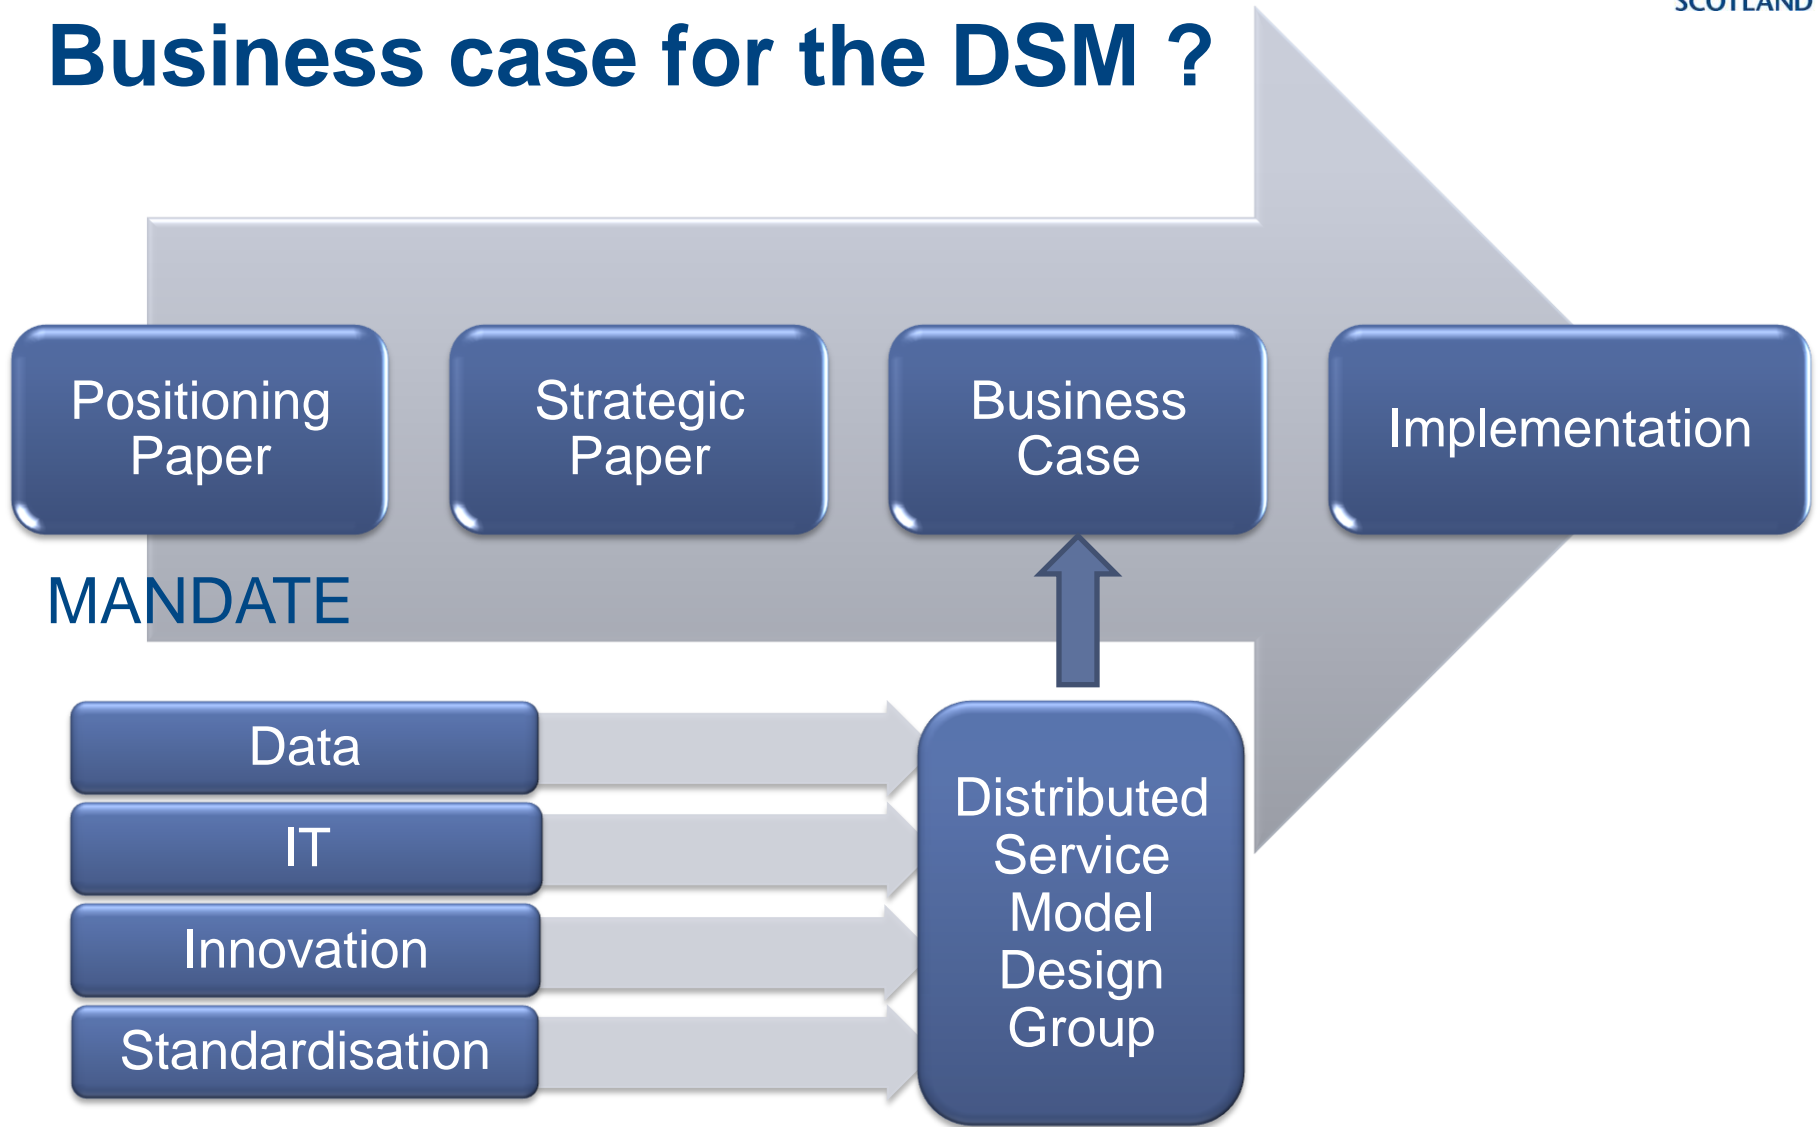 SCOTLAND
Business case for the DSM ?
Positioning
Paper
Strategic
Paper
Business
Case
Implementation
MANDATE
Data
IT
Innovation
Standardisation
Distributed
Service
Model
Design
Group